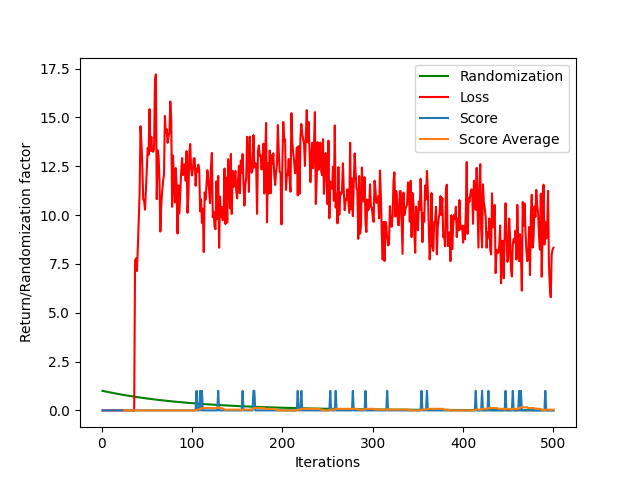 17.5
15.0
12.5
10.0
7.5
5.0
2.5
0.0
Return/Randomization factor
Randomization
Loss
Score
Score Average
0
100
200
300
400
500
Iterations